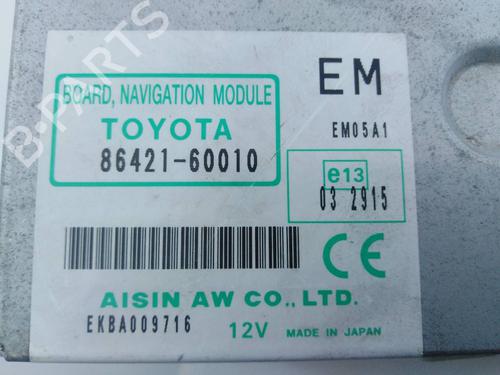 BOARD, NAVIGATION MODULE
TOYOTA
86421-60010
EM
EM05A1
e13
03 2915
CE
AISIN AW CO., LTD.
EKBA009716
12V
MADE IN JAPAN
B-PARTS
B-PARTS